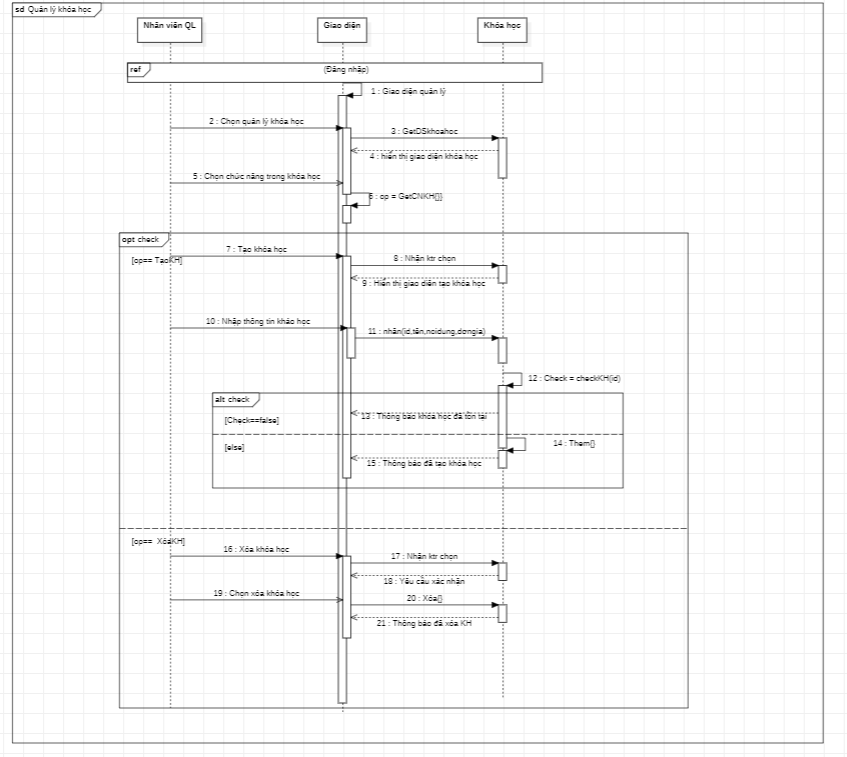 sd Quản lý khóa học
Nhân viên QL
Giao diện
Khóa học
ref
(Đăng nhập)
1 : Giao diện quản lý
2 : Chọn quản lý khóa học
3 : GetDSkhoahoc
4 : hiển thị giao diện khóa học
5 : Chọn chức năng trong khóa học
6 : op = GetCNKH()}
opt check
[op== TạoKH]
7 : Tạo khóa học
8 : Nhận ktr chọn
9 : Hiển thị giao diện tạo khóa học
10 : Nhập thông tin kháo học
11 : nhấn(id,tên,noidung,dongia)
12 : Check = checkKH(id)
alt check
[Check==false]
13 : Thông báo khóa học đã tồn tại
[else]
14 : Them()
15 : Thông báo đã tạo khóa học
[op== XóaKH]
16 : Xóa khóa học
17 : Nhận ktr chọn
18 : Yêu cầu xác nhận
19 : Chọn xóa khóa học
20 : Xóa()
21 : Thông báo đã xóa KH